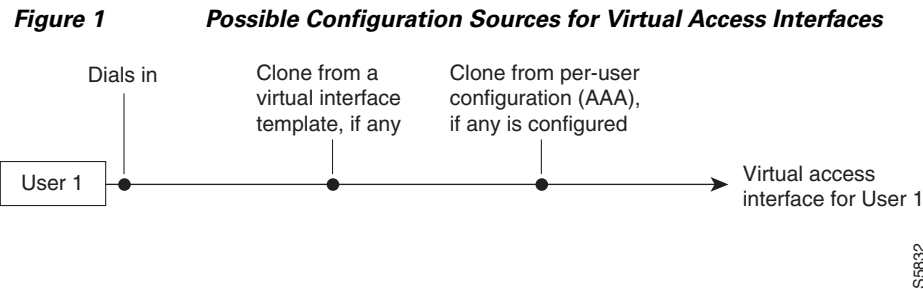 Figure 1 Possible Configuration Sources for Virtual Access Interfaces
Dials in
Clone from a
virtual interface
template, if any
Clone from per-user
configuration (AAA),
if any is configured
User 1
Virtual access
interface for User 1
S5832